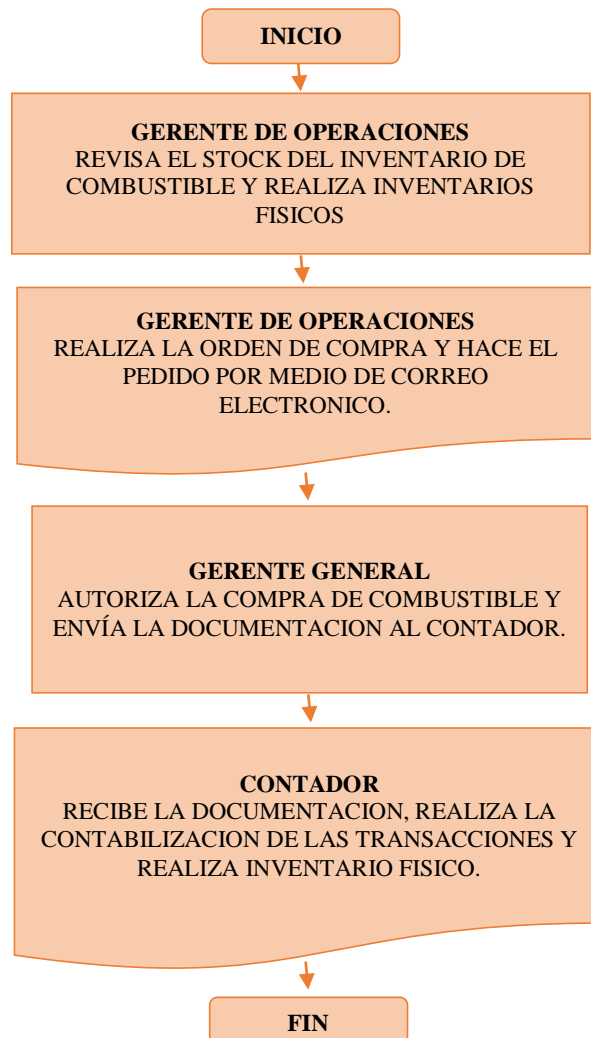 INICIO
GERENTE DE OPERACIONES
REVISA EL STOCK DEL INVENTARIO DE
COMBUSTIBLE Y REALIZA INVENTARIOS
FISICOS
GERENTE DE OPERACIONES
REALIZA LA ORDEN DE COMPRA Y HACE EL
PEDIDO POR MEDIO DE CORREO
ELECTRONICO.
GERENTE GENERAL
AUTORIZA LA COMPRA DE COMBUSTIBLE Y
ENVÍA LA DOCUMENTACION AL CONTADOR.
CONTADOR
RECIBE LA DOCUMENTACION, REALIZA LA
CONTABILIZACION DE LAS TRANSACCIONES Y
REALIZA INVENTARIO FISICO.
FIN